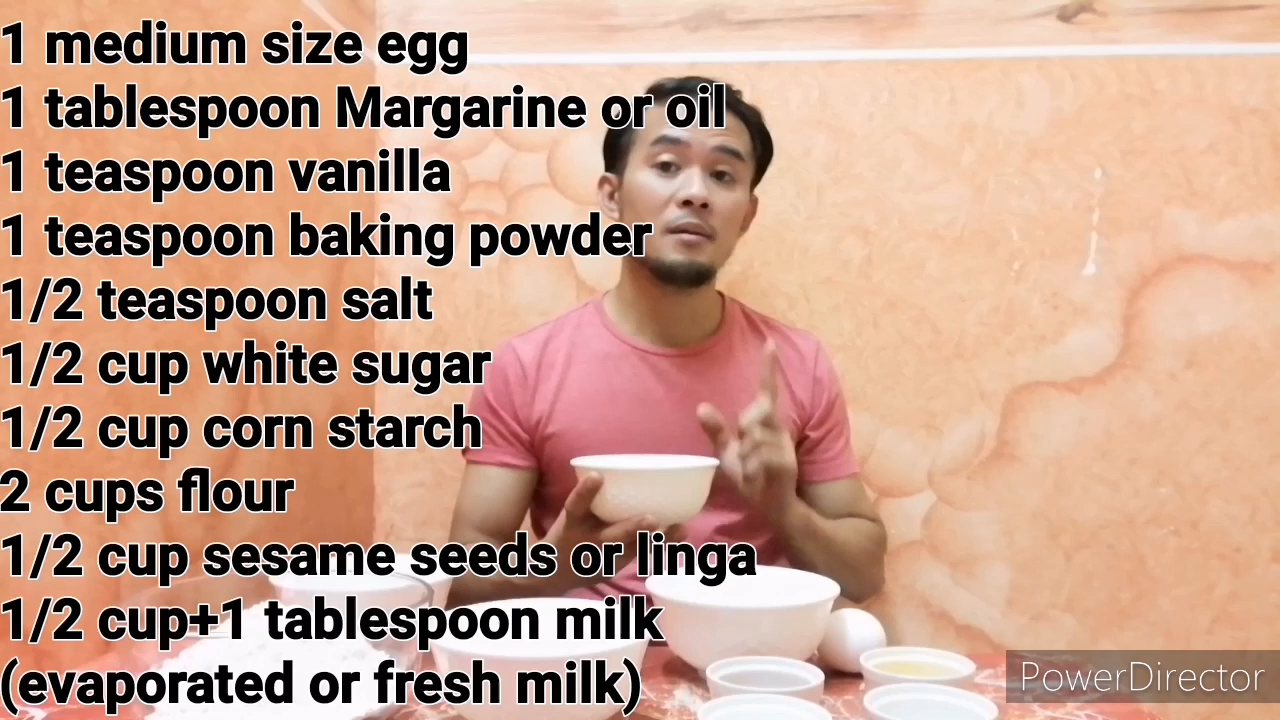 1 medium size egg
1 tablespoon Margarine or oil
1 teaspoon vanilla
1 teaspoon baking powder
1/2 teaspoon salt
1/2 cup white sugar
1/2 cup corn starch
2 cups flour
1/2 cup sesame seeds or linga
1/2 cup+1 tablespoon milk
(evaporated or fresh milk)
PowerDirector